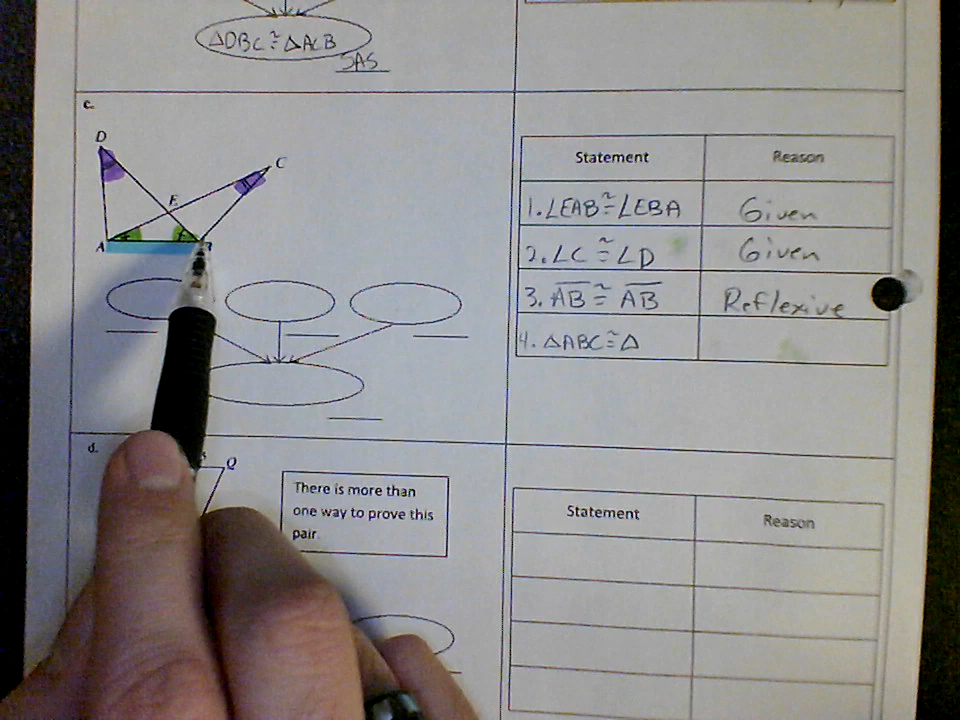 △DBC ≅ △ACB
SAS
c.
D
C
E
A
Statement Reason
1. ∠EAB ≅ ∠EBA Given
2. ∠C ≅ ∠D Given
3. AB ≅ AB Reflexive
4. △ABC ≅ △
d.
Q
There is more than
one way to prove this
pair.
Statement Reason